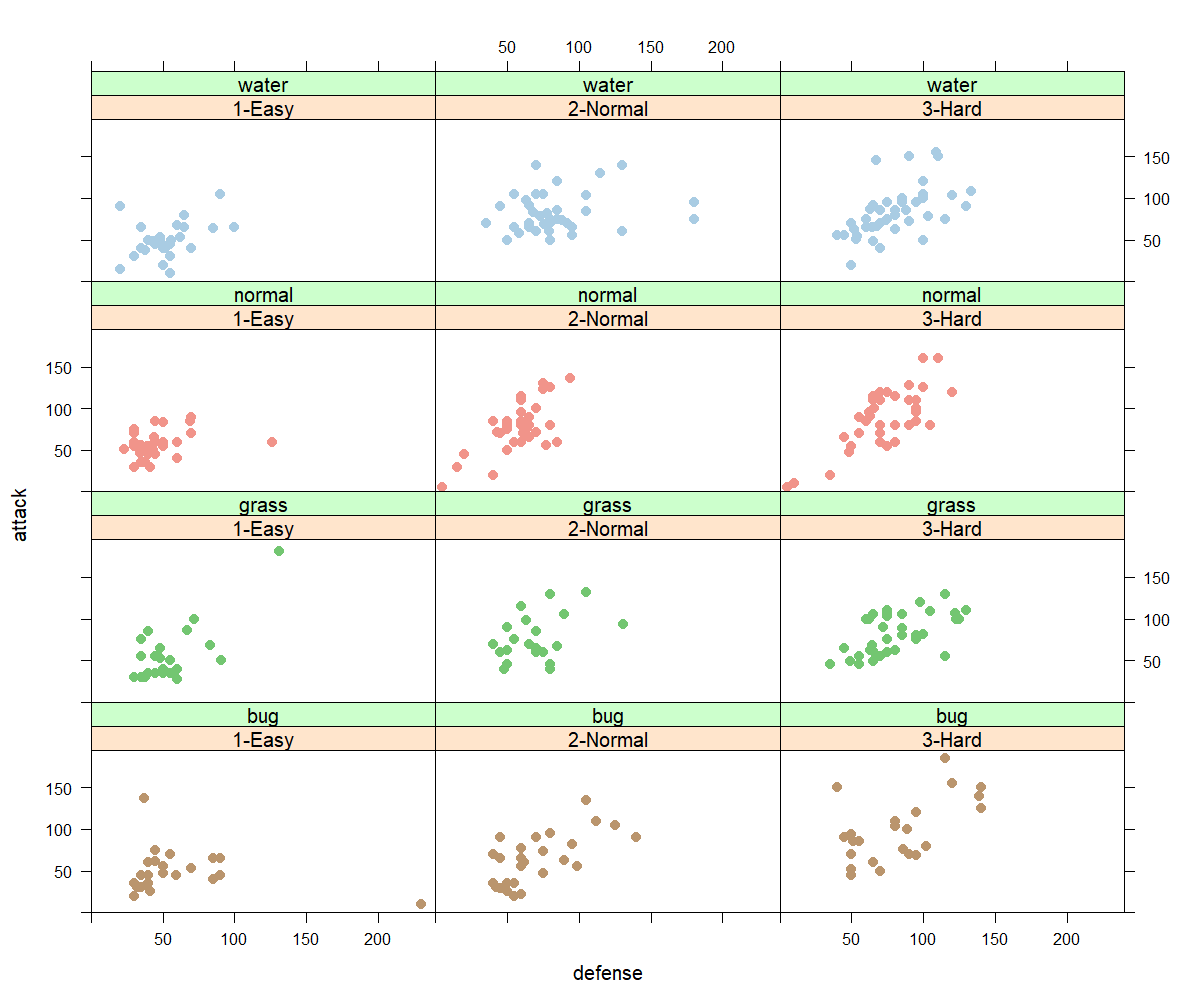 50 100 150 200
water water water
1-Easy 2-Normal 3-Hard
150
100
50
normal normal normal
1-Easy 2-Normal 3-Hard
150
100
50
grass grass grass
1-Easy 2-Normal 3-Hard
150
100
50
bug bug bug
1-Easy 2-Normal 3-Hard
150
100
50
50 100 150 200 50 100 150 200
attack
defense